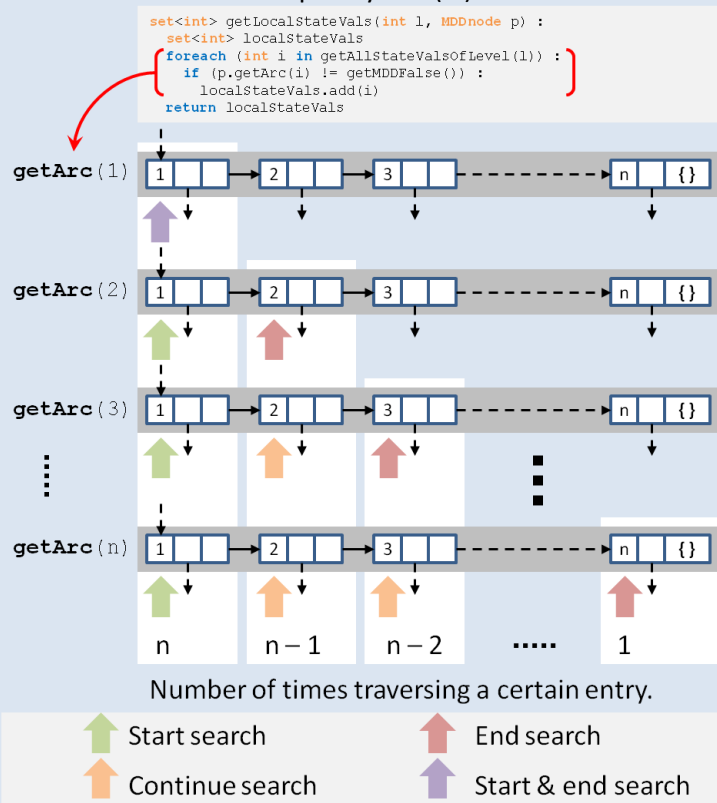 set<int> getLocalStateVals(int l, MDDnode p) :
set<int> localStateVals
foreach (int i in getAllStateValsOfLevel(l)) :
if (p.getArc(i) != getMDDFalse()) :
localStateVals.add(i)
return localStateVals
getArc(1) 1 2 3 n {}
getArc(2) 1 2 3 n {}
getArc(3) 1 2 3 n {}
getArc(n) 1 2 3 n {}
n n – 1 n – 2 ..... 1
Number of times traversing a certain entry.
Start search End search
Continue search Start & end search